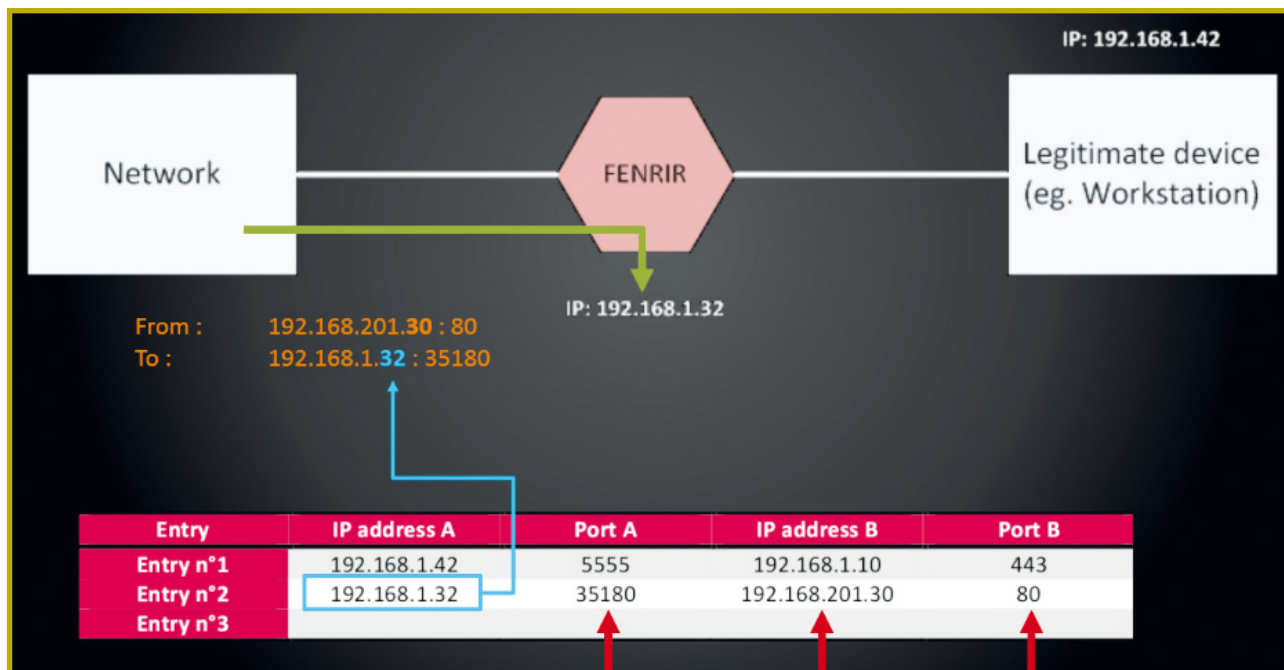 IP: 192.168.1.42
Network
FENRIR
Legitimate device
(eg. Workstation)
IP: 192.168.1.32
From : 192.168.201.30 : 80
To : 192.168.1.32 : 35180
Entry IP address A Port A IP address B Port B
Entry n°1 192.168.1.42 5555 192.168.1.10 443
Entry n°2 192.168.1.32 35180 192.168.201.30 80
Entry n°3